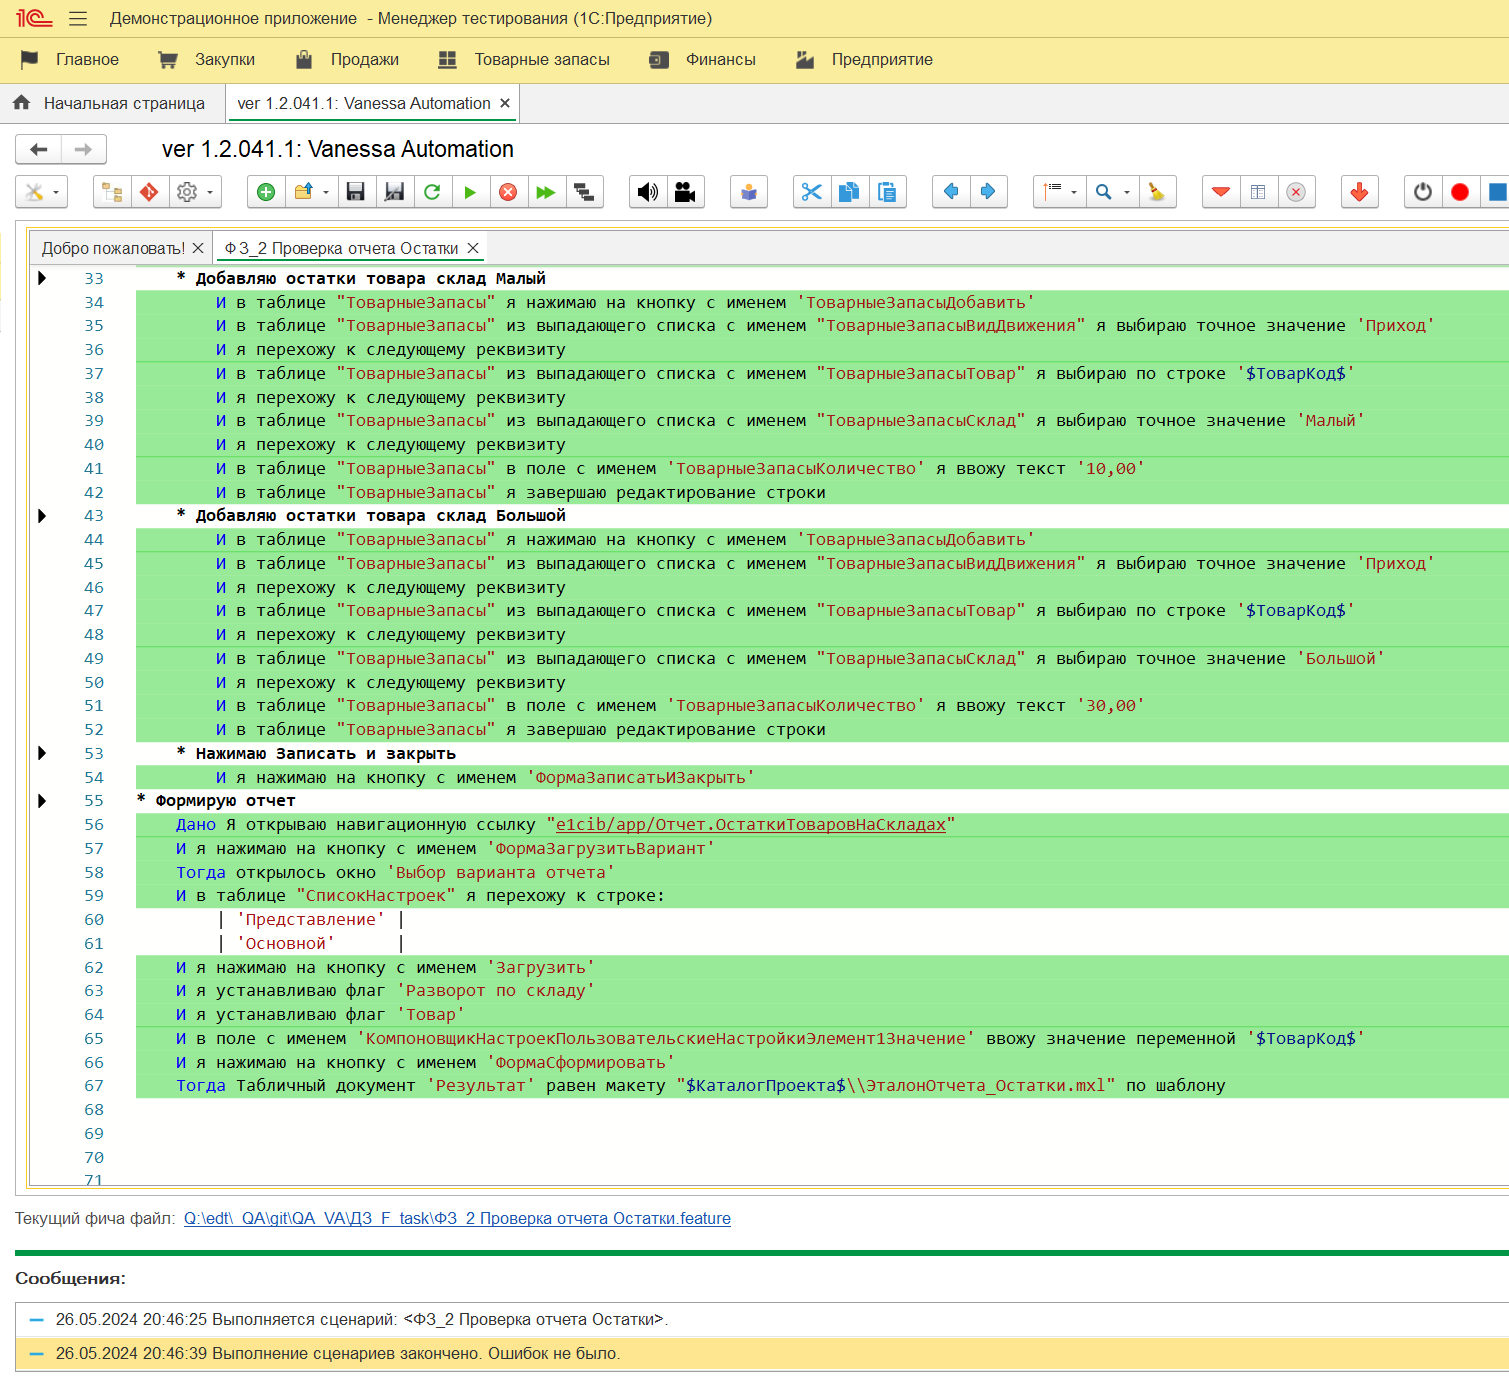 1С Демонстрационное приложение - Менеджер тестирования (1С:Предприятие)
Главное Закупки Продажи Товарные запасы Финансы Предприятие
Начальная страница ver 1.2.041.1: Vanessa Automation ×
ver 1.2.041.1: Vanessa Automation
Добро пожаловать! × ФЗ_2 Проверка отчета Остатки ×
33 * Добавляю остатки товара склад Малый
34 И в таблице "ТоварныеЗапасы" я нажимаю на кнопку с именем 'ТоварныеЗапасыДобавить'
35 И в таблице "ТоварныеЗапасы" из выпадающего списка с именем "ТоварныеЗапасыВидДвижения" я выбираю точное значение 'Приход'
36 И я перехожу к следующему реквизиту
37 И в таблице "ТоварныеЗапасы" из выпадающего списка с именем "ТоварныеЗапасыТовар" я выбираю по строке '$ТоварКод$'
38 И я перехожу к следующему реквизиту
39 И в таблице "ТоварныеЗапасы" из выпадающего списка с именем "ТоварныеЗапасыСклад" я выбираю точное значение 'Малый'
40 И я перехожу к следующему реквизиту
41 И в таблице "ТоварныеЗапасы" в поле с именем 'ТоварныеЗапасыКоличество' я ввожу текст '10,00'
42 И в таблице "ТоварныеЗапасы" я завершаю редактирование строки
43 * Добавляю остатки товара склад Большой
44 И в таблице "ТоварныеЗапасы" я нажимаю на кнопку с именем 'ТоварныеЗапасыДобавить'
45 И в таблице "ТоварныеЗапасы" из выпадающего списка с именем "ТоварныеЗапасыВидДвижения" я выбираю точное значение 'Приход'
46 И я перехожу к следующему реквизиту
47 И в таблице "ТоварныеЗапасы" из выпадающего списка с именем "ТоварныеЗапасыТовар" я выбираю по строке '$ТоварКод$'
48 И я перехожу к следующему реквизиту
49 И в таблице "ТоварныеЗапасы" из выпадающего списка с именем "ТоварныеЗапасыСклад" я выбираю точное значение 'Большой'
50 И я перехожу к следующему реквизиту
51 И в таблице "ТоварныеЗапасы" в поле с именем 'ТоварныеЗапасыКоличество' я ввожу текст '30,00'
52 И в таблице "ТоварныеЗапасы" я завершаю редактирование строки
53 * Нажимаю Записать и закрыть
54 И я нажимаю на кнопку с именем 'ФормаЗаписатьИЗакрыть'
55 * Формирую отчет
56 Дано Я открываю навигационную ссылку "e1cib/app/Отчет.ОстаткиТоваровНаСкладах"
57 И я нажимаю на кнопку с именем 'ФормаЗагрузитьВариант'
58 Тогда открылось окно 'Выбор варианта отчета'
59 И в таблице "СписокНастроек" я перехожу к строке:
60 | 'Представление' |
61 | 'Основной' |
62 И я нажимаю на кнопку с именем 'Загрузить'
63 И я устанавливаю флаг 'Разворот по складу'
64 И я устанавливаю флаг 'Товар'
65 И в поле с именем 'КомпоновщикНастроекПользовательскиеНастройкиЭлемент1Значение' ввожу значение переменной '$ТоварКод$'
66 И я нажимаю на кнопку с именем 'ФормаСформировать'
67 Тогда Табличный документ 'Результат' равен макету "$КаталогПроекта$\\ЭталонОтчета_Остатки.mxl" по шаблону
68
69
70
71
Текущий фича файл: Q:\edt\_QA\git\QA_VA\ДЗ_F_task\ФЗ_2 Проверка отчета Остатки.feature
Сообщения:
26.05.2024 20:46:25 Выполняется сценарий: <ФЗ_2 Проверка отчета Остатки>.
26.05.2024 20:46:39 Выполнение сценариев закончено. Ошибок не было.